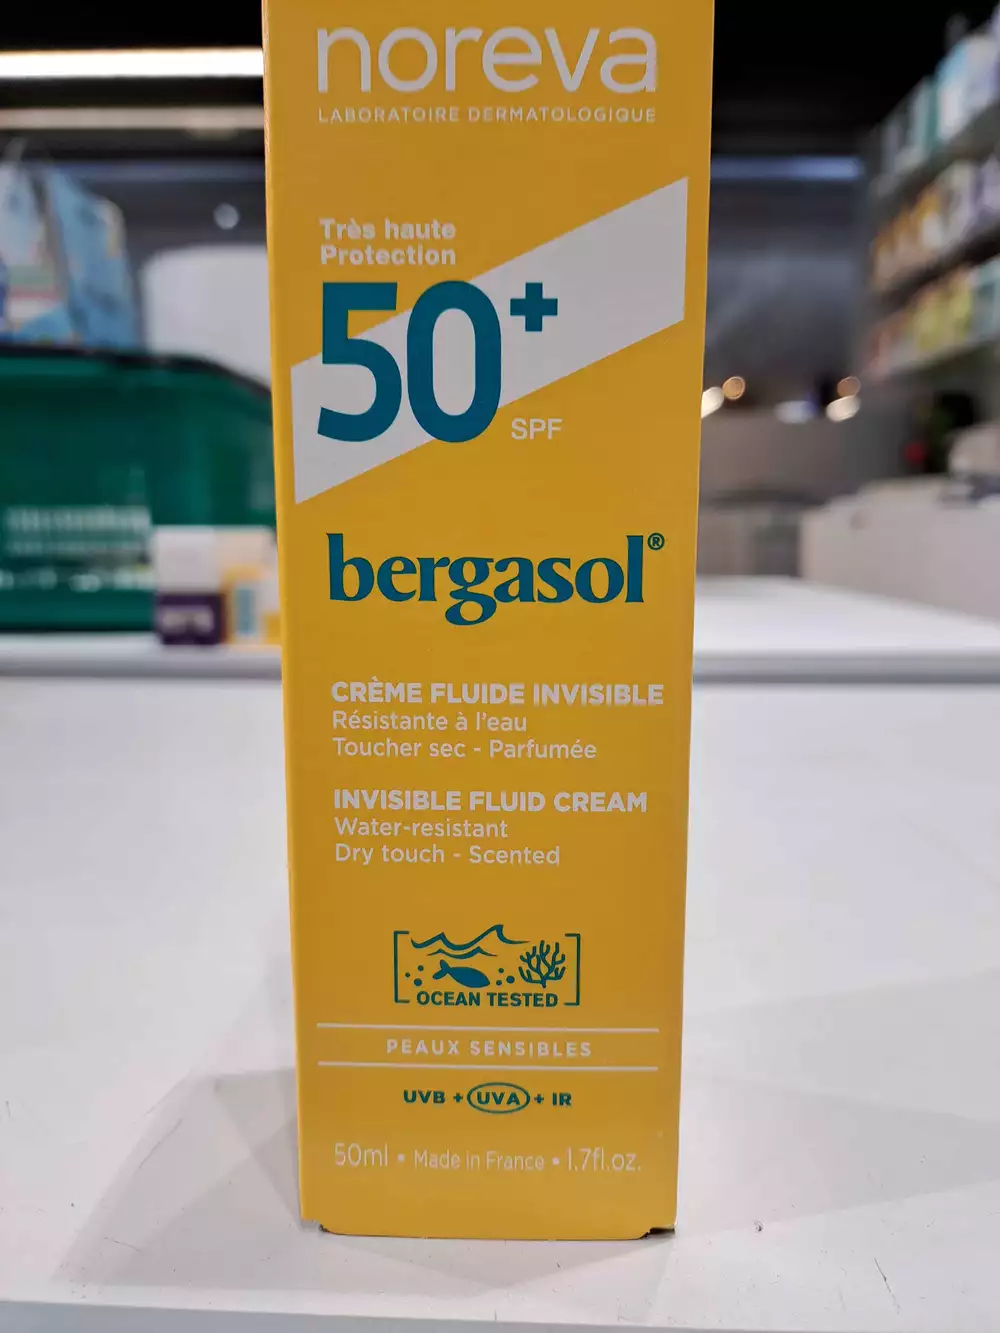 noreva
LABORATOIRE DERMATOLOGIQUE
Très haute
Protection
50+
SPF
bergasol®
CRÈME FLUIDE INVISIBLE
Résistante à l'eau
Toucher sec - Parfumée
INVISIBLE FLUID CREAM
Water-resistant
Dry touch - Scented
OCEAN TESTED
PEAUX SENSIBLES
UVB + UVA + IR
50ml • Made in France • 1.7fl.oz.